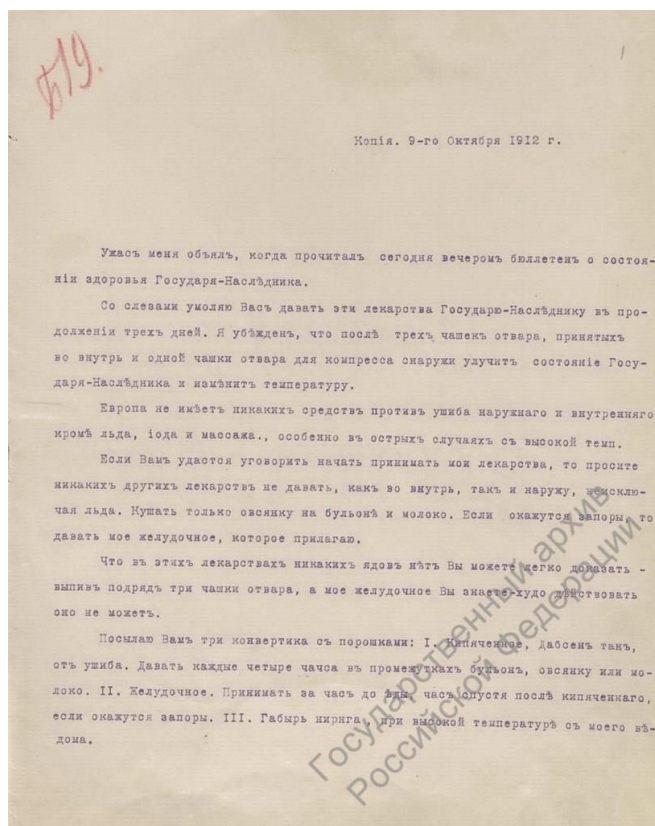 Б19.
1
Копія. 9-го Октября 1912 г.
Ужасъ меня объялъ, когда прочиталъ сегодня вечеромъ бюллетень о состоя-
ніи здоровья Государя-Наслѣдника.
Со слезами умоляю Васъ давать эти лекарства Государю-Наслѣднику въ про-
долженіи трехъ дней. Я убѣжденъ, что послѣ трехъ чашекъ отвара, принятыхъ
во внутрь и одной чашки отвара для компресса снаружи улучитъ состояніе Госу-
даря-Наслѣдника и измѣнитъ температуру.
Европа не имѣетъ никакихъ средствъ противъ ушиба наружнаго и внутренняго
кромѣ льда, іода и массажа., особенно въ острыхъ случаяхъ съ высокой темп.
Если Вамъ удастся уговорить начать принимать мои лекарства, то просите
никакихъ другихъ лекарствъ не давать, какъ во внутрь, такъ и наружу, неисклю-
чая льда. Кушать только овсянку на бульонѣ и молоко. Если окажутся запоры, то
давать мое желудочное, которое прилагаю.
Что въ этихъ лекарствахъ никакихъ ядовъ нѣтъ Вы можете легко доказать -
выпивъ подрядъ три чашки отвара, а мое желудочное Вы знаете-худо дѣйствовать
оно не можетъ.
Посылаю Вамъ три конвертика съ порошками: I. Кипяченное, Дабсенъ танъ,
отъ ушиба. Давать каждые четыре чачса въ промежуткахъ бульонъ, овсянку или мо-
локо. II. Желудочное. Принимать за часъ до ѣды, часъ спустя послѣ кипяченнаго,
если окажутся запоры. III. Габырь нирнга, при высокой температурѣ съ моего вѣ-
дома.
Государственный архив
Российской Федерации